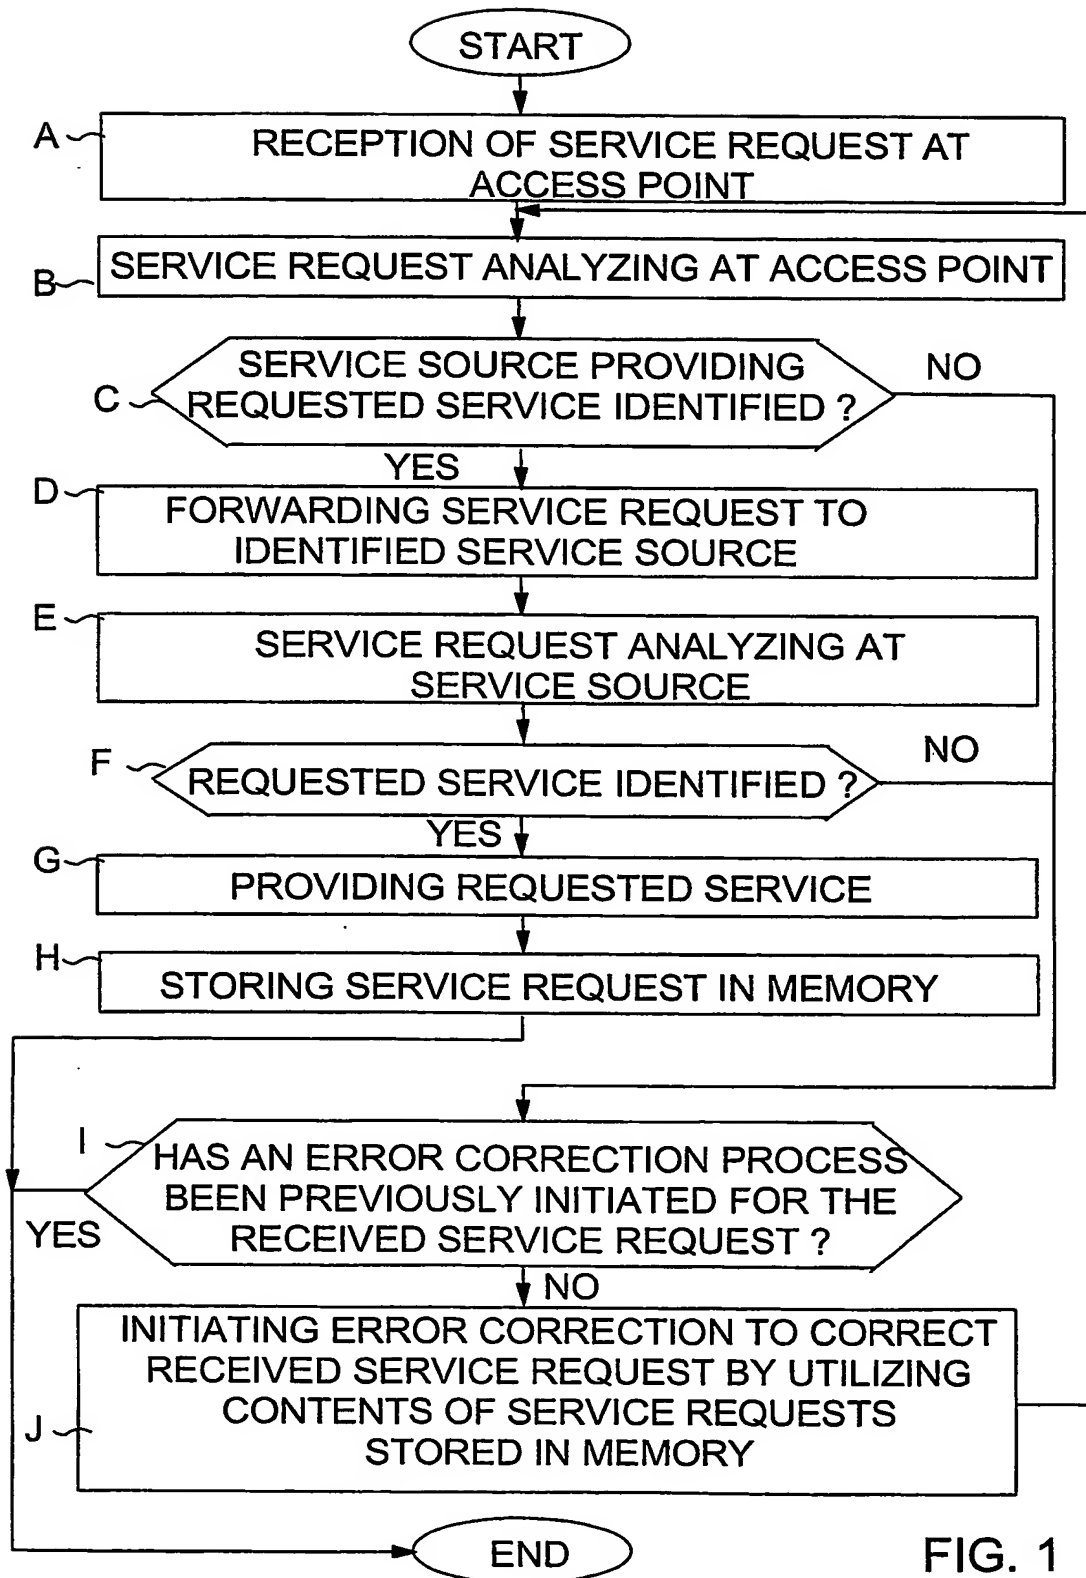 START
A
RECEPTION OF SERVICE REQUEST AT
ACCESS POINT
B
SERVICE REQUEST ANALYZING AT ACCESS POINT
C
SERVICE SOURCE PROVIDING
REQUESTED SERVICE IDENTIFIED ?
NO
YES
D
FORWARDING SERVICE REQUEST TO
IDENTIFIED SERVICE SOURCE
E
SERVICE REQUEST ANALYZING AT
SERVICE SOURCE
F
REQUESTED SERVICE IDENTIFIED ?
NO
YES
G
PROVIDING REQUESTED SERVICE
H
STORING SERVICE REQUEST IN MEMORY
I
HAS AN ERROR CORRECTION PROCESS
BEEN PREVIOUSLY INITIATED FOR THE
RECEIVED SERVICE REQUEST ?
YES
NO
J
INITIATING ERROR CORRECTION TO CORRECT
RECEIVED SERVICE REQUEST BY UTILIZING
CONTENTS OF SERVICE REQUESTS
STORED IN MEMORY
END
FIG. 1